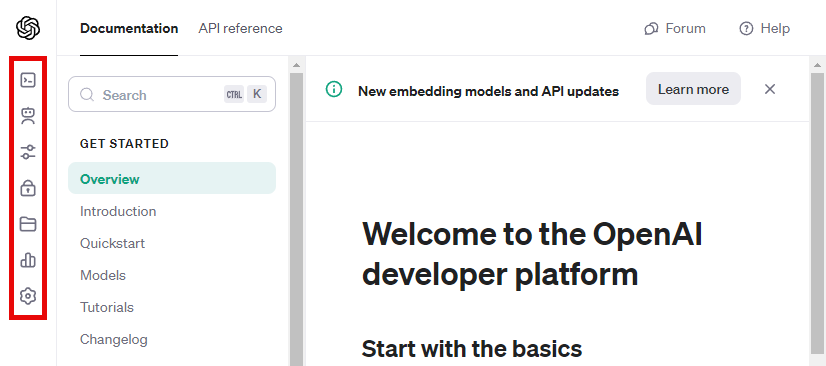 Documentation
API reference
Forum
Help
Search
CTRL K
GET STARTED
Overview
Introduction
Quickstart
Models
Tutorials
Changelog
New embedding models and API updates
Learn more
Welcome to the OpenAI
developer platform
Start with the basics